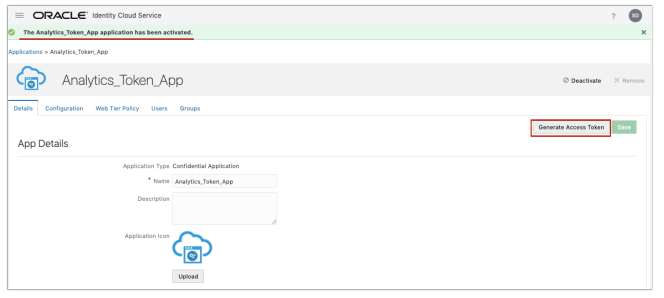 ORACLE® Identity Cloud Service ? SD
The Analytics_Token_App application has been activated. ×
Applications > Analytics_Token_App
Analytics_Token_App Deactivate × Remove
Details Configuration Web Tier Policy Users Groups
Generate Access Token Save
App Details
Application Type Confidential Application
* Name Analytics_Token_App
Description
Application Icon
Upload